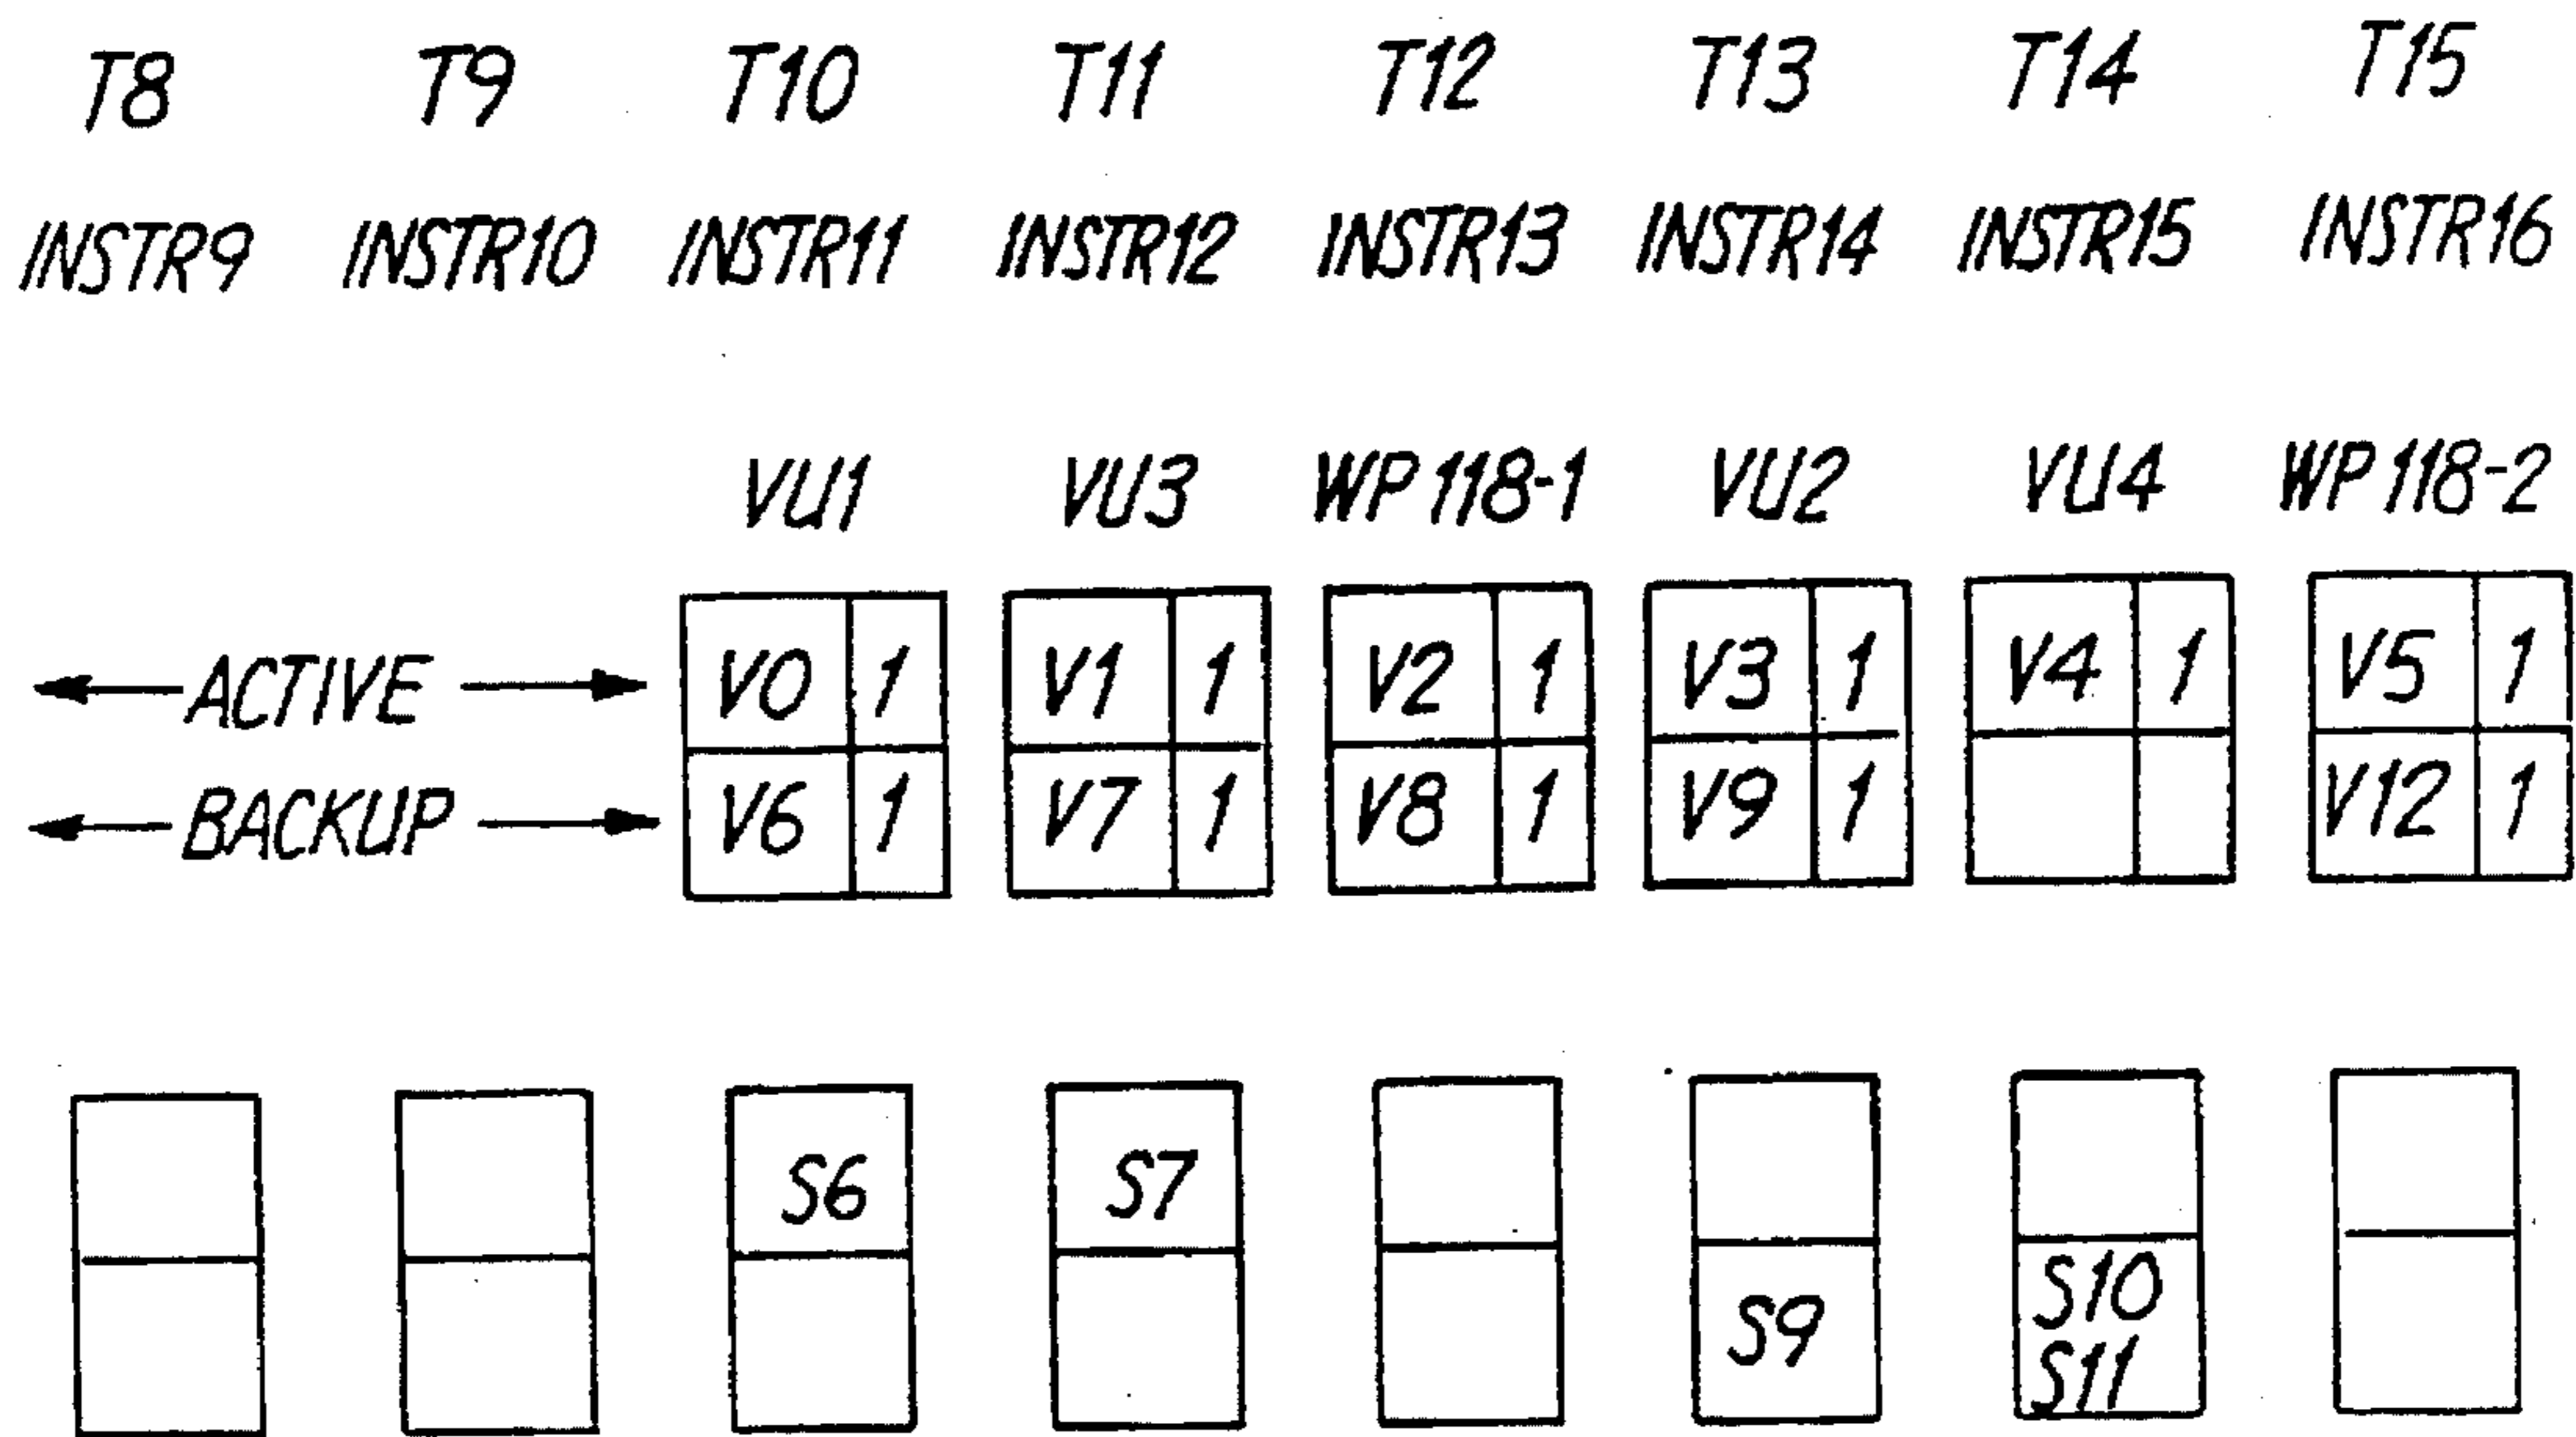 T8 T9 T10 T11 T12 T13 T14 T15
INSTR9 INSTR10 INSTR11 INSTR12 INSTR13 INSTR14 INSTR15 INSTR16
VU1 VU3 WP 118-1 VU2 VU4 WP 118-2
ACTIVE V0 1 V1 1 V2 1 V3 1 V4 1 V5 1
BACKUP V6 1 V7 1 V8 1 V9 1 V12 1
S6 S7
S9 S10
S11